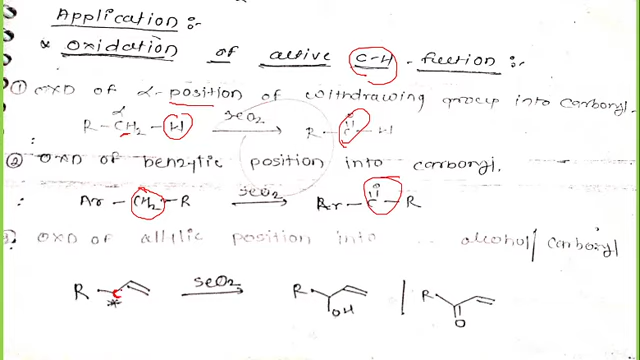 Application:-
* Oxidation of active C-H function:-
① OXD of α-position of withdrawing group into carbonyl
α
R-CH2-H SeO2 → R-C-H
O
:
② OXD of benzylic position into carbonyl.
: Ar-CH2-R SeO2 → Ar-C-R
O
③ OXD of allylic position into ... alcohol/carbonyl
R * SeO2 → R OH | R O